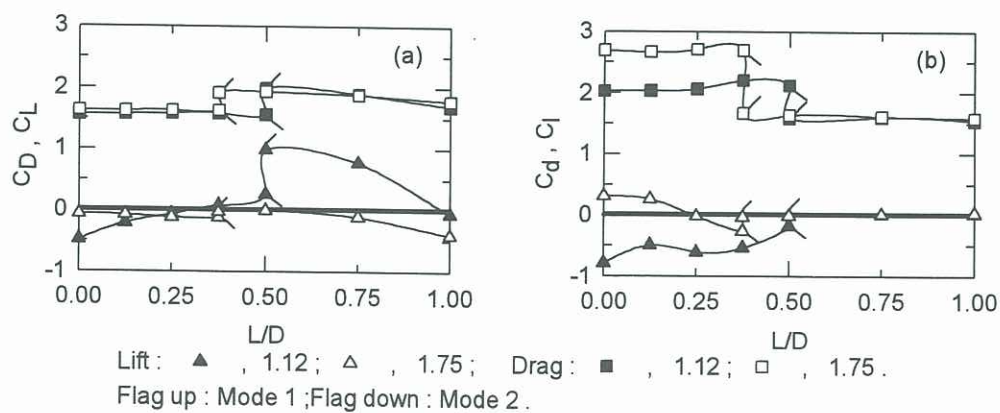 3
2
1
0
-1
C_D , C_L
(a)
0.00 0.25 0.50 0.75 1.00
L/D
3
2
1
0
-1
C_d , C_l
(b)
0.00 0.25 0.50 0.75 1.00
L/D
Lift : ▲ , 1.12 ; △ , 1.75 ; Drag : ■ , 1.12 ; □ , 1.75 .
Flag up : Mode 1 ;Flag down : Mode 2 .